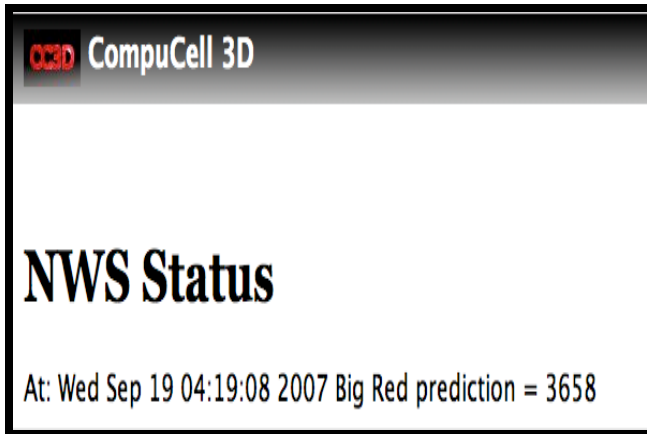 CC3D CompuCell 3D
NWS Status
At: Wed Sep 19 04:19:08 2007 Big Red prediction = 3658